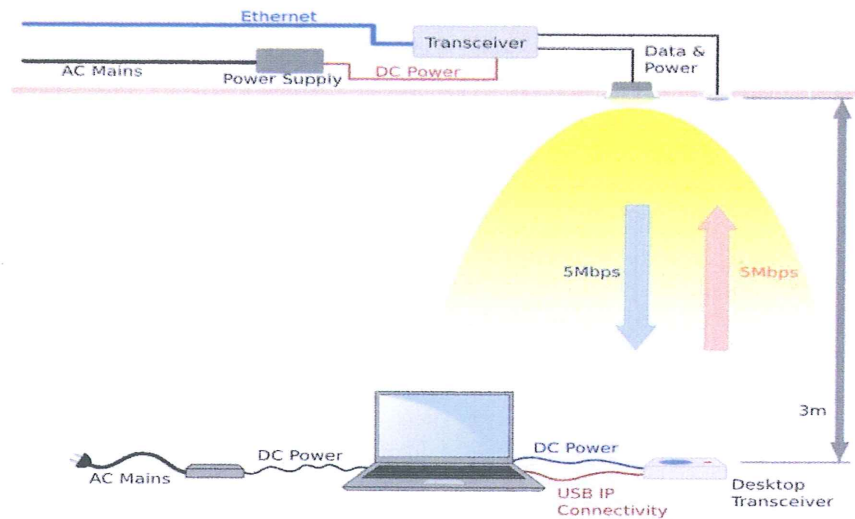 Ethernet
Transceiver
Data &
Power
AC Mains
Power Supply
DC Power
5Mbps
5Mbps
3m
DC Power
DC Power
AC Mains
USB IP
Connectivity
Desktop
Transceiver